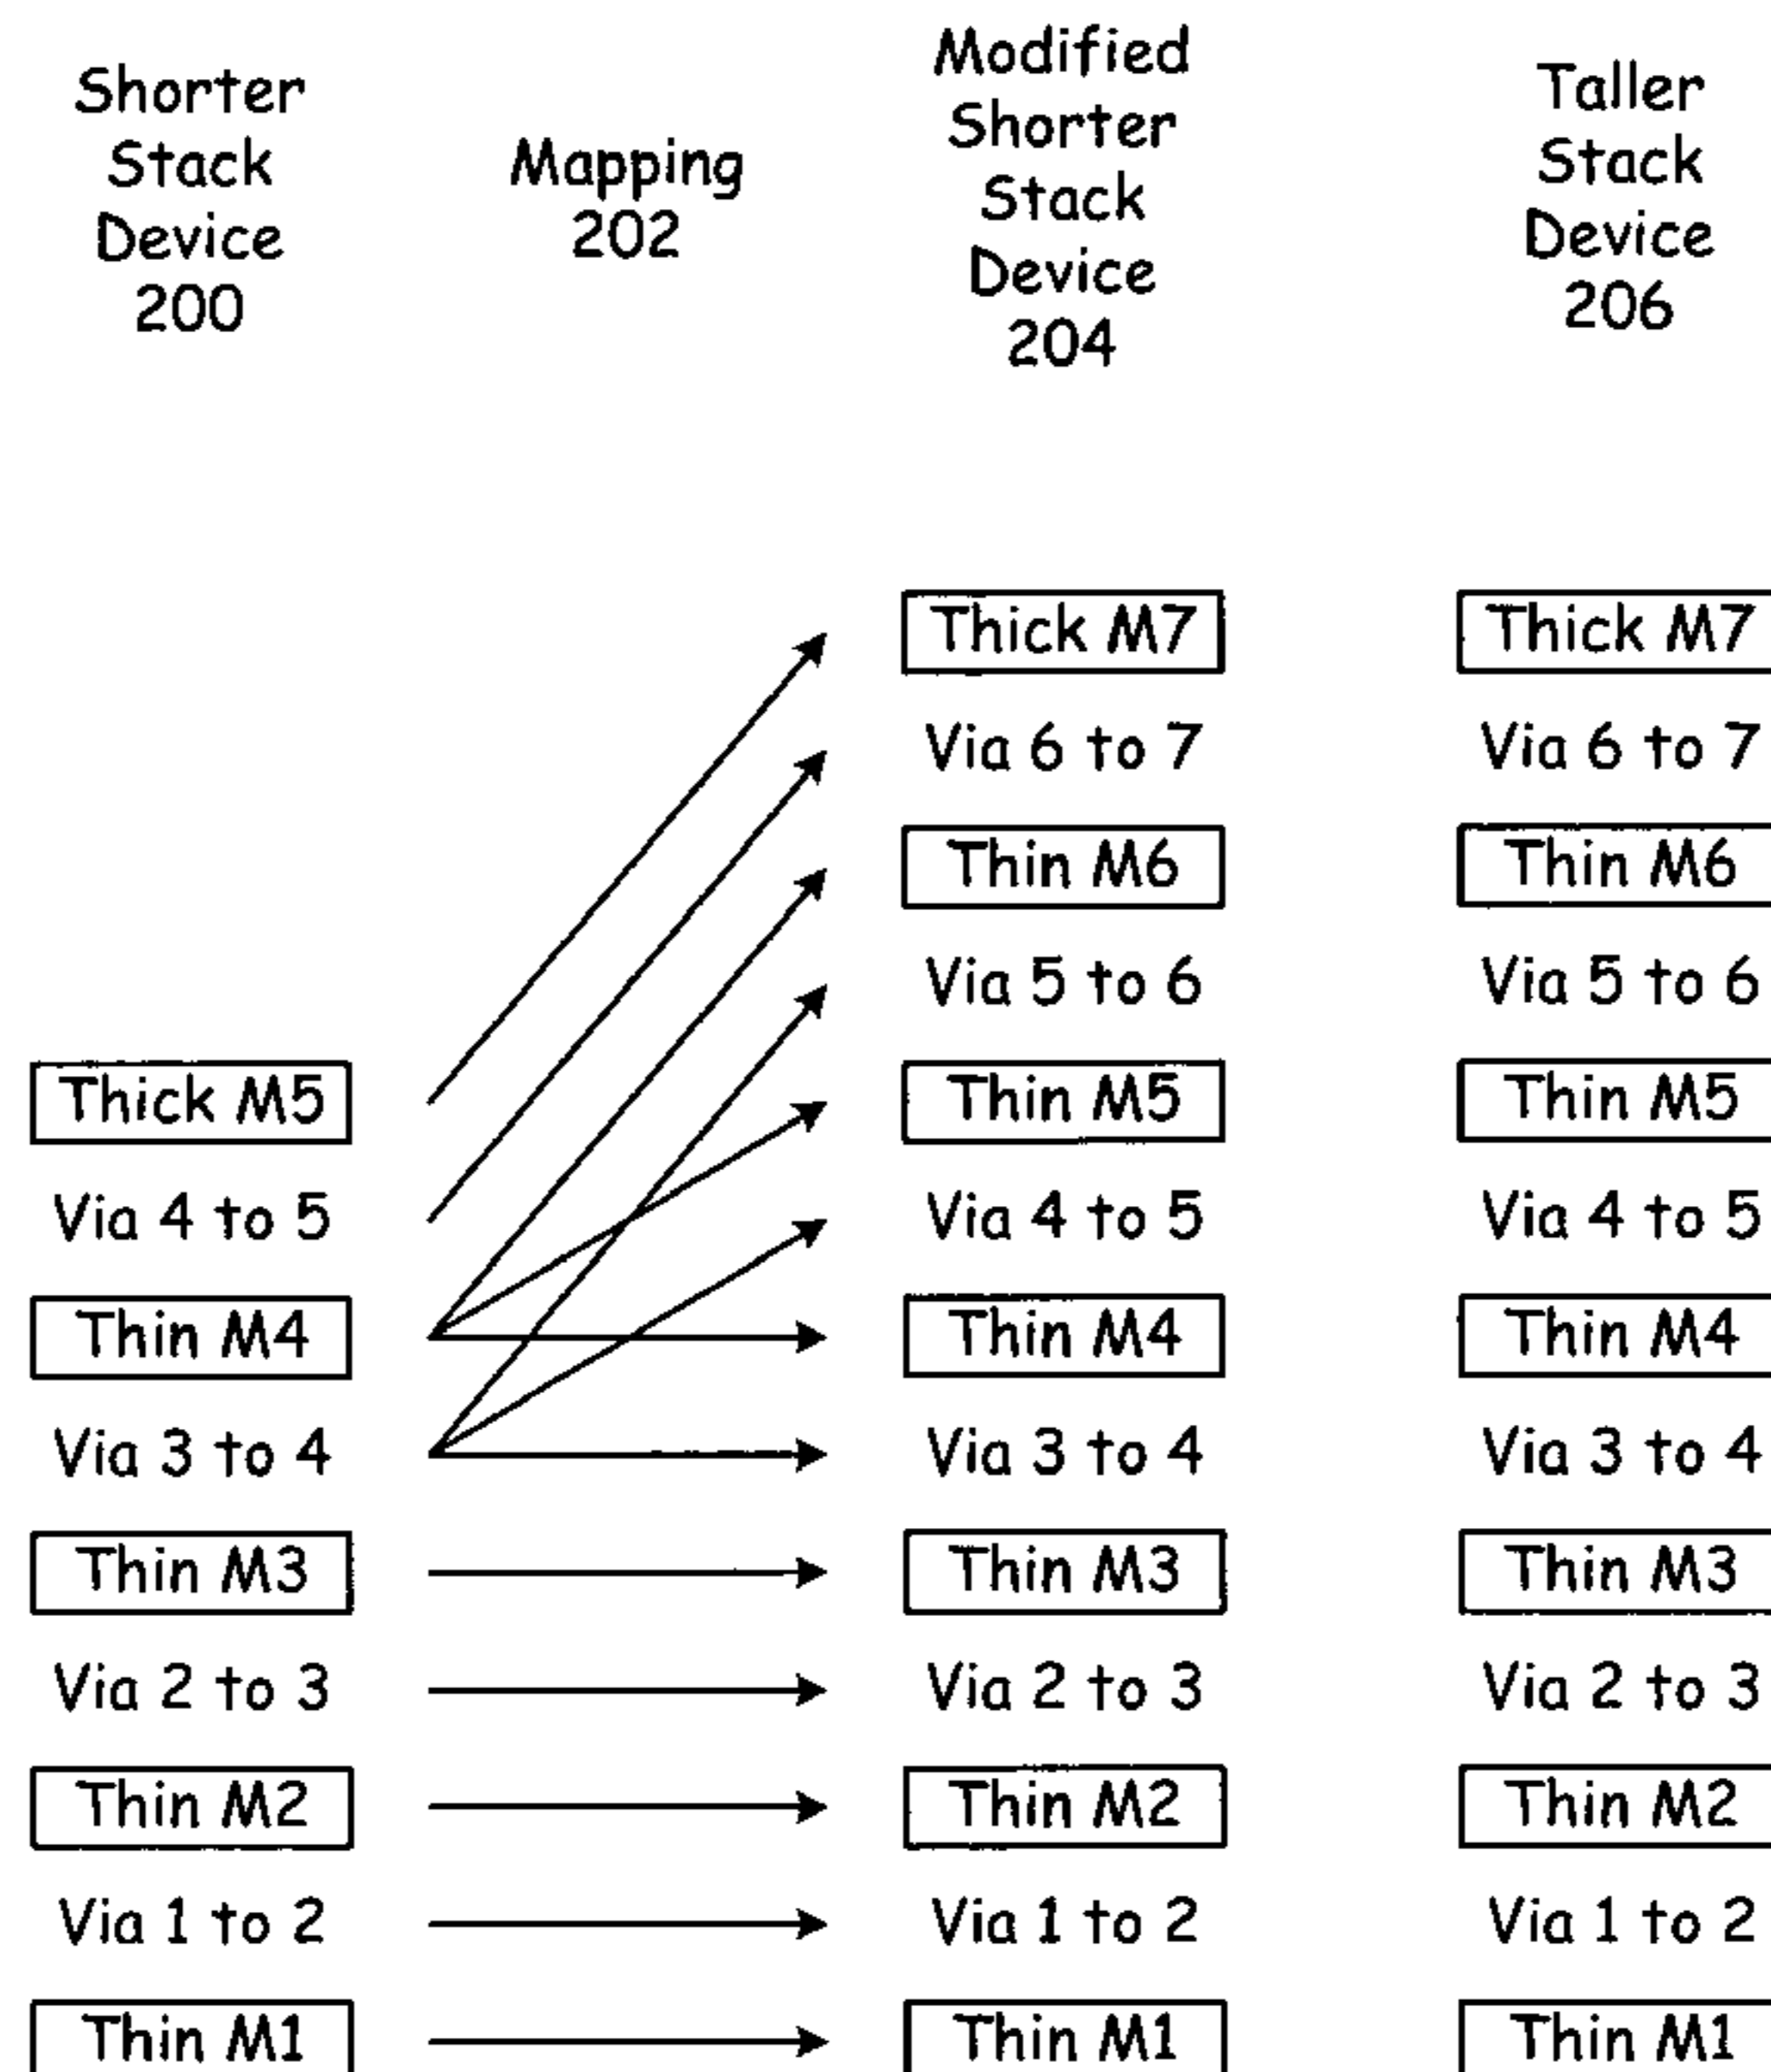 Shorter
Stack
Device
200
Mapping
202
Modified
Shorter
Stack
Device
204
Taller
Stack
Device
206
Thick M7
Thick M7
Via 6 to 7
Via 6 to 7
Thin M6
Thin M6
Via 5 to 6
Via 5 to 6
Thick M5
Thin M5
Thin M5
Via 4 to 5
Via 4 to 5
Via 4 to 5
Thin M4
Thin M4
Thin M4
Via 3 to 4
Via 3 to 4
Via 3 to 4
Thin M3
Thin M3
Thin M3
Via 2 to 3
Via 2 to 3
Via 2 to 3
Thin M2
Thin M2
Thin M2
Via 1 to 2
Via 1 to 2
Via 1 to 2
Thin M1
Thin M1
Thin M1